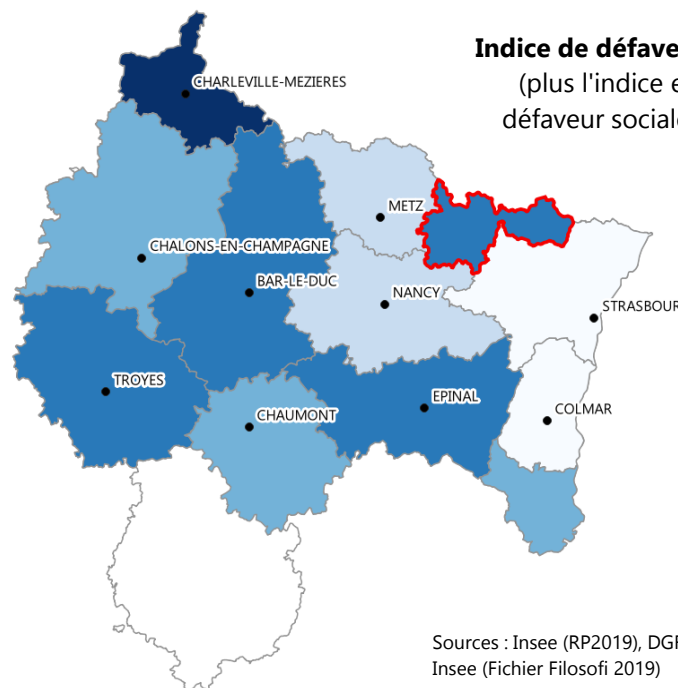 Indice de défave
(plus l'indice e
défaveur sociale
CHARLEVILLE-MEZIERES
METZ
CHALONS-EN-CHAMPAGNE
BAR-LE-DUC
NANCY
STRASBOUR
TROYES
EPINAL
CHAUMONT
COLMAR
Sources : Insee (RP2019), DGF
Insee (Fichier Filosofi 2019)